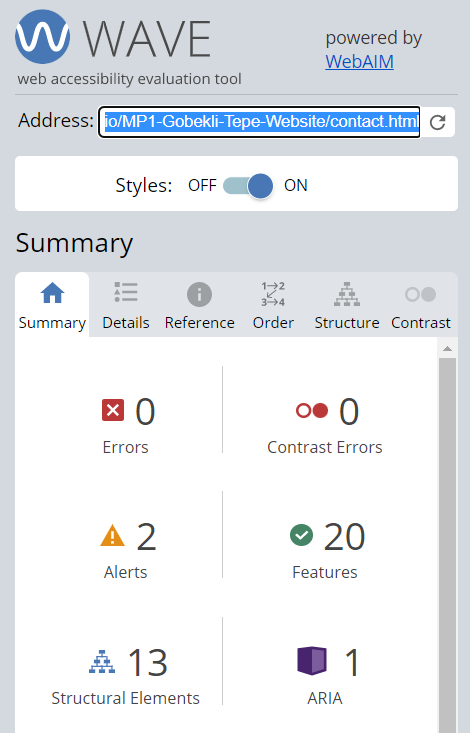 WAVE
web accessibility evaluation tool
powered by
WebAIM
Address: io/MP1-Gobekli-Tepe-Website/contact.html
Styles: OFF ON
Summary
Summary Details Reference Order Structure Contrast
0
Errors
0
Contrast Errors
2
Alerts
20
Features
13
Structural Elements
1
ARIA